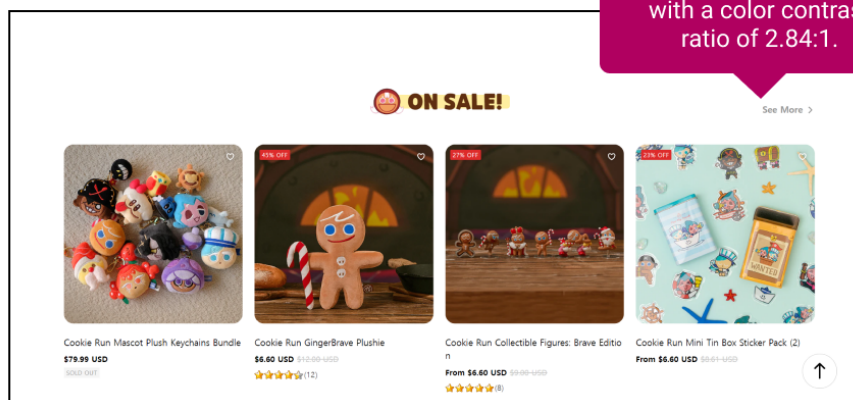 with a color contras
ratio of 2.84:1.
ON SALE!
See More
45% OFF
27% OFF
23% OFF
WANTED
Cookie Run Mascot Plush Keychains Bundle
$79.99 USD
SOLD OUT
Cookie Run GingerBrave Plushie
$6.60 USD $12.00 USD
(12)
Cookie Run Collectible Figures: Brave Editio
n
From $6.60 USD $9.00 USD
(8)
Cookie Run Mini Tin Box Sticker Pack (2)
From $6.60 USD $8.61 USD